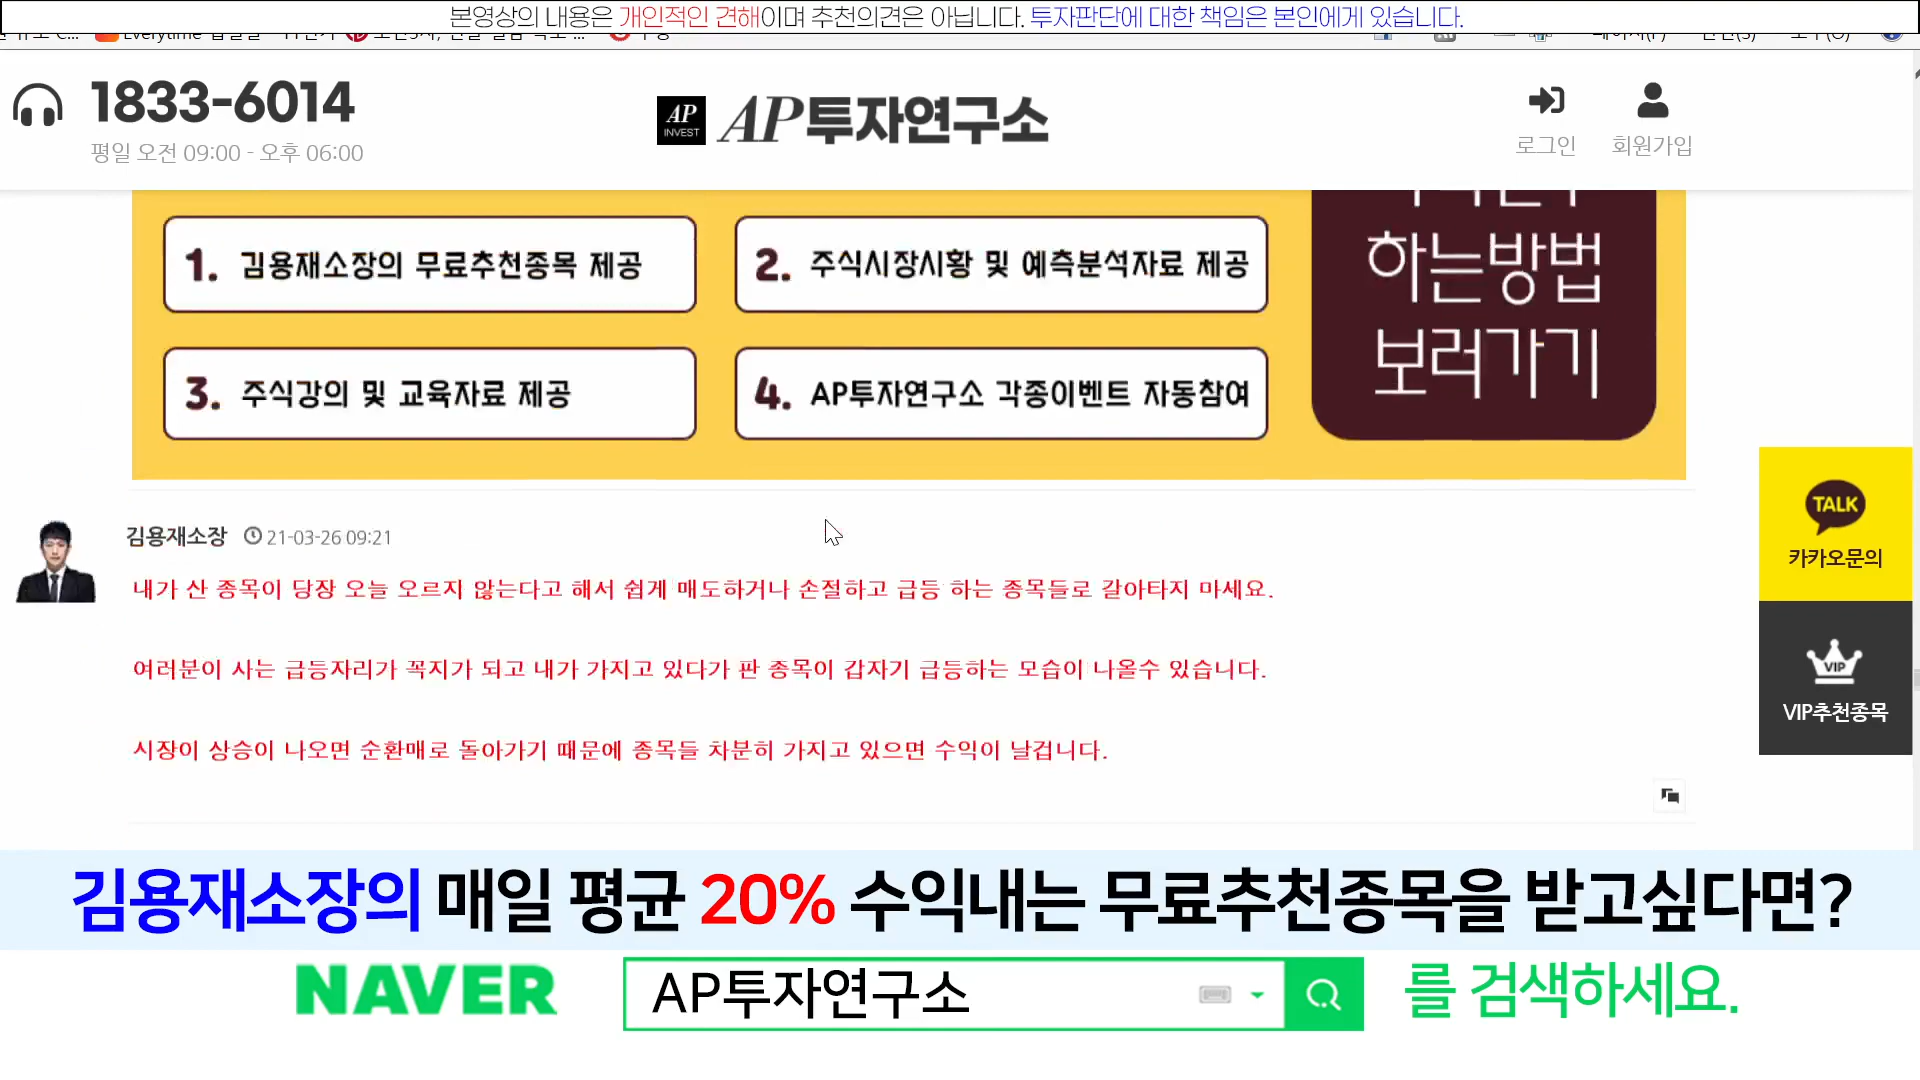 본영상의 내용은 개인적인 견해이며 추천의견은 아닙니다. 투자판단에 대한 책임은 본인에게 있습니다.
1833-6014
평일 오전 09:00 - 오후 06:00
AP INVEST
AP투자연구소
로그인
회원가입
1. 김용재소장의 무료추천종목 제공
2. 주식시장시황 및 예측분석자료 제공
하는방법
보러가기
3. 주식강의 및 교육자료 제공
4. AP투자연구소 각종이벤트 자동참여
TALK
카카오문의
VIP
VIP추천종목
김용재소장 21-03-26 09:21
내가 산 종목이 당장 오늘 오르지 않는다고 해서 쉽게 매도하거나 손절하고 급등 하는 종목들로 갈아타지 마세요.
여러분이 사는 급등자리가 꼭지가 되고 내가 가지고 있다가 판 종목이 갑자기 급등하는 모습이 나올수 있습니다.
시장이 상승이 나오면 순환매로 돌아가기 때문에 종목들 차분히 가지고 있으면 수익이 날겁니다.
김용재소장의 매일 평균 20% 수익내는 무료추천종목을 받고싶다면?
NAVER AP투자연구소 를 검색하세요.